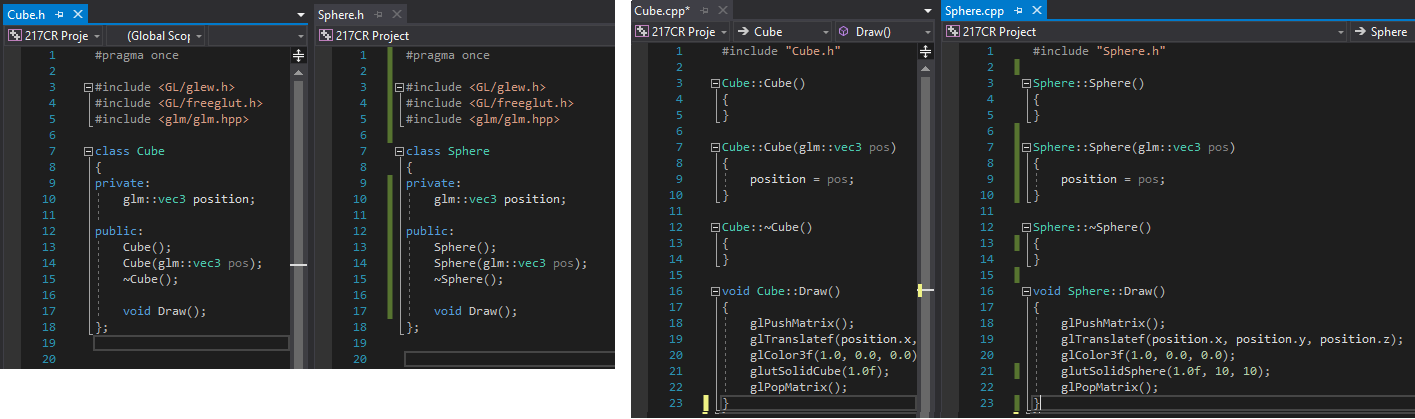 Cube.h
217CR Proje
(Global Scop
1 #pragma once
2
3 #include <GL/glew.h>
4 #include <GL/freeglut.h>
5 #include <glm/glm.hpp>
6
7 class Cube
8 {
9 private:
10 glm::vec3 position;
11
12 public:
13 Cube();
14 Cube(glm::vec3 pos);
15 ~Cube();
16
17 void Draw();
18 };
19
20
Sphere.h
217CR Project
1 #pragma once
2
3 #include <GL/glew.h>
4 #include <GL/freeglut.h>
5 #include <glm/glm.hpp>
6
7 class Sphere
8 {
9 private:
10 glm::vec3 position;
11
12 public:
13 Sphere();
14 Sphere(glm::vec3 pos);
15 ~Sphere();
16
17 void Draw();
18 };
19
20
Cube.cpp*
217CR Proje
Cube
Draw()
1 #include "Cube.h"
2
3 Cube::Cube()
4 {
5 }
6
7 Cube::Cube(glm::vec3 pos)
8 {
9 position = pos;
10 }
11
12 Cube::~Cube()
13 {
14 }
15
16 void Cube::Draw()
17 {
18 glPushMatrix();
19 glTranslatef(position.x,
20 glColor3f(1.0, 0.0, 0.0)
21 glutSolidCube(1.0f);
22 glPopMatrix();
23 }
Sphere.cpp
217CR Project
Sphere
1 #include "Sphere.h"
2
3 Sphere::Sphere()
4 {
5 }
6
7 Sphere::Sphere(glm::vec3 pos)
8 {
9 position = pos;
10 }
11
12 Sphere::~Sphere()
13 {
14 }
15
16 void Sphere::Draw()
17 {
18 glPushMatrix();
19 glTranslatef(position.x, position.y, position.z);
20 glColor3f(1.0, 0.0, 0.0);
21 glutSolidSphere(1.0f, 10, 10);
22 glPopMatrix();
23 }